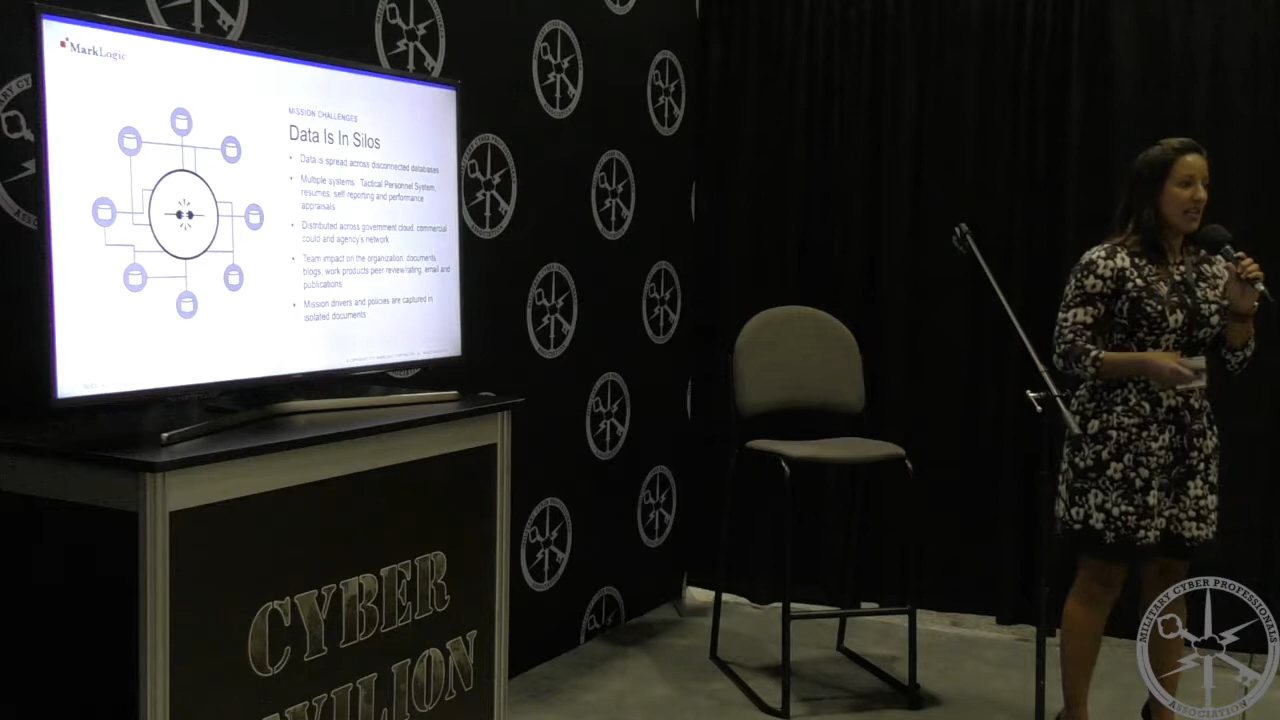 MarkLogic
MISSION CHALLENGES
Data Is In Silos
• Data is spread across disconnected databases
• Multiple systems. Tactical Personnel System,
resumes, self-reporting and performance
appraisals
• Distributed across government cloud, commercial
could and agency's network
• Team impact on the organization, documents,
blogs, work products peer review/rating, email and
publications
• Mission drivers and policies are captured in
isolated documents
CYBER
PAVILION
MILITARY CYBER PROFESSIONALS
ASSOCIATION